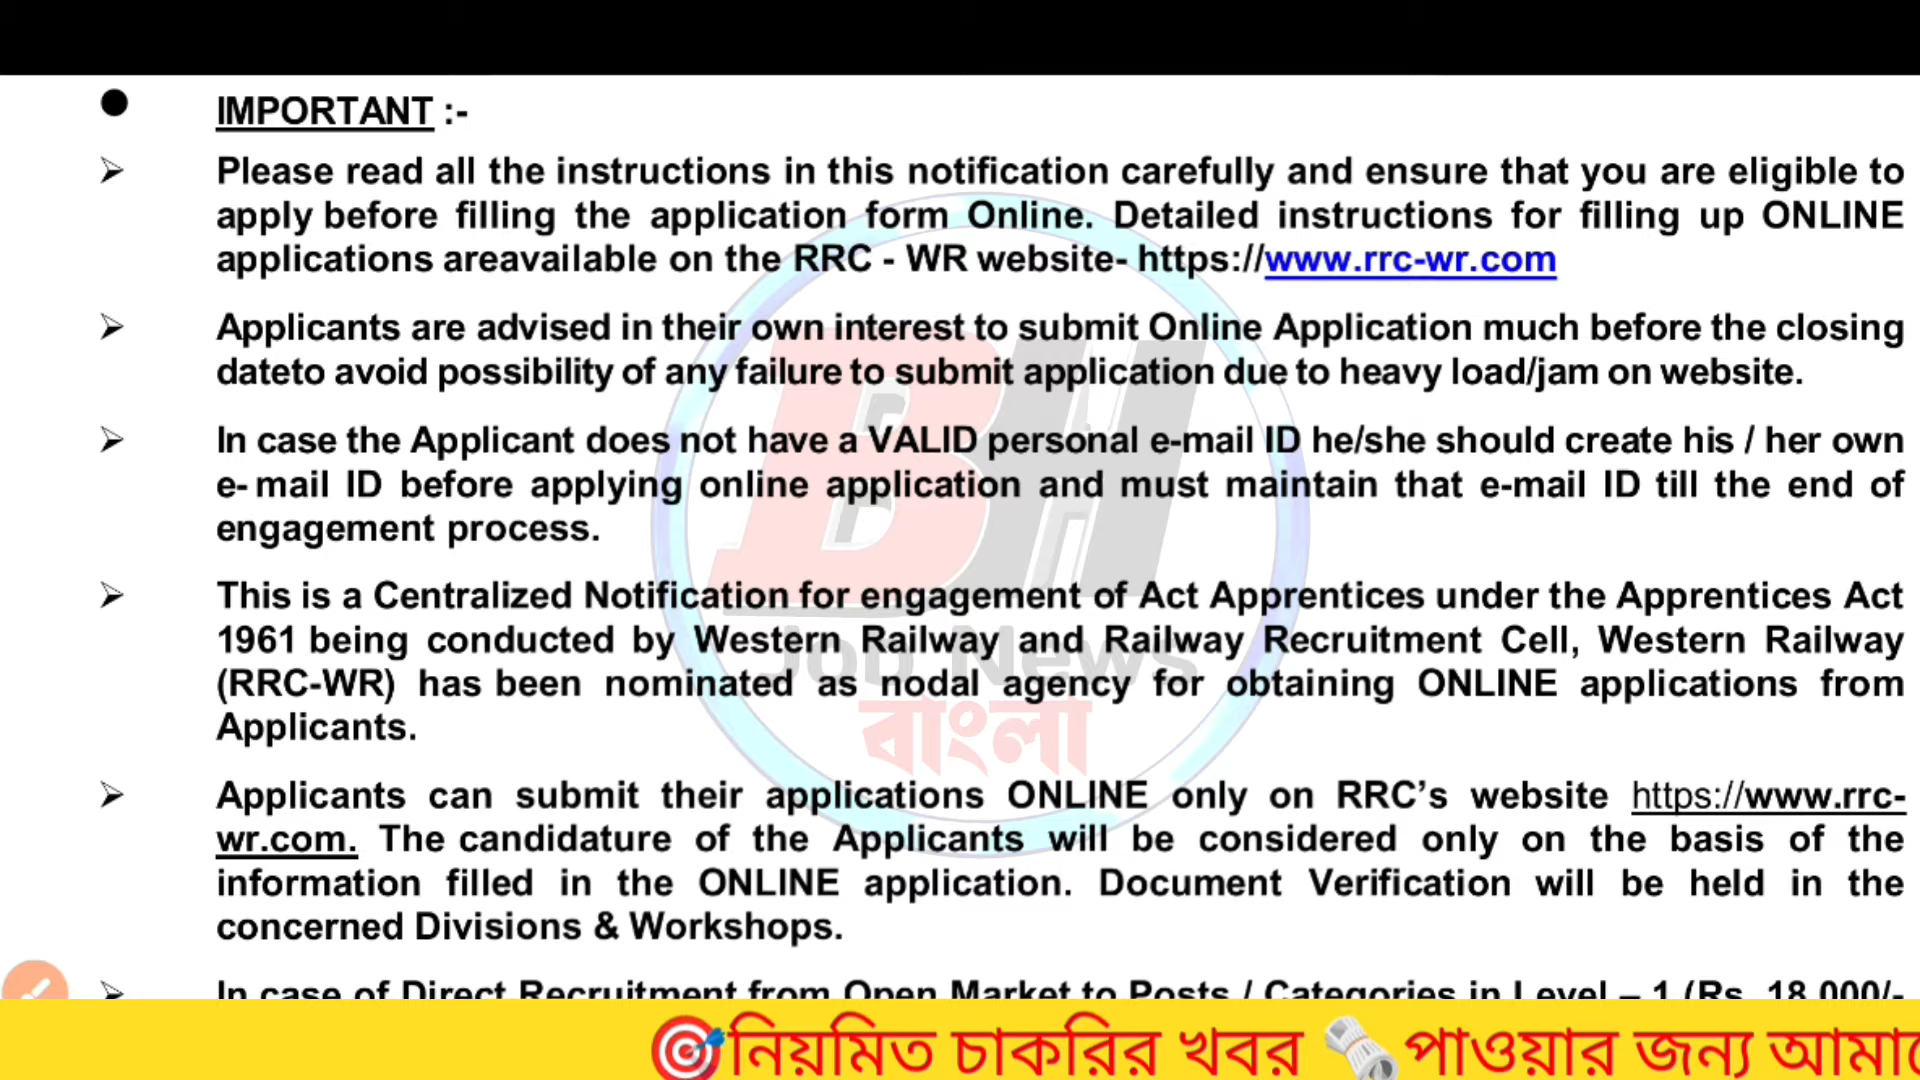 IMPORTANT :-
Please read all the instructions in this notification carefully and ensure that you are eligible to
apply before filling the application form Online. Detailed instructions for filling up ONLINE
applications areavailable on the RRC - WR website- https://www.rrc-wr.com
Applicants are advised in their own interest to submit Online Application much before the closing
dateto avoid possibility of any failure to submit application due to heavy load/jam on website.
In case the Applicant does not have a VALID personal e-mail ID he/she should create his / her own
e- mail ID before applying online application and must maintain that e-mail ID till the end of
engagement process.
This is a Centralized Notification for engagement of Act Apprentices under the Apprentices Act
1961 being conducted by Western Railway and Railway Recruitment Cell, Western Railway
(RRC-WR) has been nominated as nodal agency for obtaining ONLINE applications from
Applicants.
Applicants can submit their applications ONLINE only on RRC’s website https://www.rrc-
wr.com. The candidature of the Applicants will be considered only on the basis of the
information filled in the ONLINE application. Document Verification will be held in the
concerned Divisions & Workshops.
In case of Direct Recruitment from Open Market to Posts / Categories in Level – 1 (Rs. 18,000/-
BH
Job News
বাংলা
নিয়মিত চাকরির খবর পাওয়ার জন্য